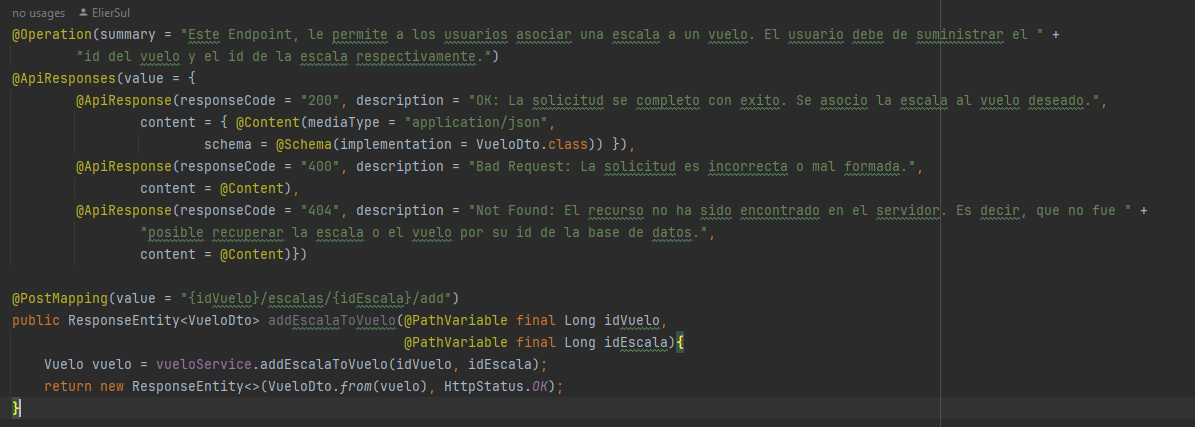 no usages   ElierSul
@Operation(summary = "Este Endpoint, le permite a los usuarios asociar una escala a un vuelo. El usuario debe de suministrar el " +
        "id del vuelo y el id de la escala respectivamente.")
@ApiResponses(value = {
        @ApiResponse(responseCode = "200", description = "OK: La solicitud se completo con exito. Se asocio la escala al vuelo deseado.",
                content = { @Content(mediaType = "application/json",
                        schema = @Schema(implementation = VueloDto.class)) }),
        @ApiResponse(responseCode = "400", description = "Bad Request: La solicitud es incorrecta o mal formada.",
                content = @Content),
        @ApiResponse(responseCode = "404", description = "Not Found: El recurso no ha sido encontrado en el servidor. Es decir, que no fue " +
                "posible recuperar la escala o el vuelo por su id de la base de datos.",
                content = @Content)})
@PostMapping(value = "{idVuelo}/escalas/{idEscala}/add")
public ResponseEntity<VueloDto> addEscalaToVuelo(@PathVariable final Long idVuelo,
                                                 @PathVariable final Long idEscala){
    Vuelo vuelo = vueloService.addEscalaToVuelo(idVuelo, idEscala);
    return new ResponseEntity<>(VueloDto.from(vuelo), HttpStatus.OK);
}